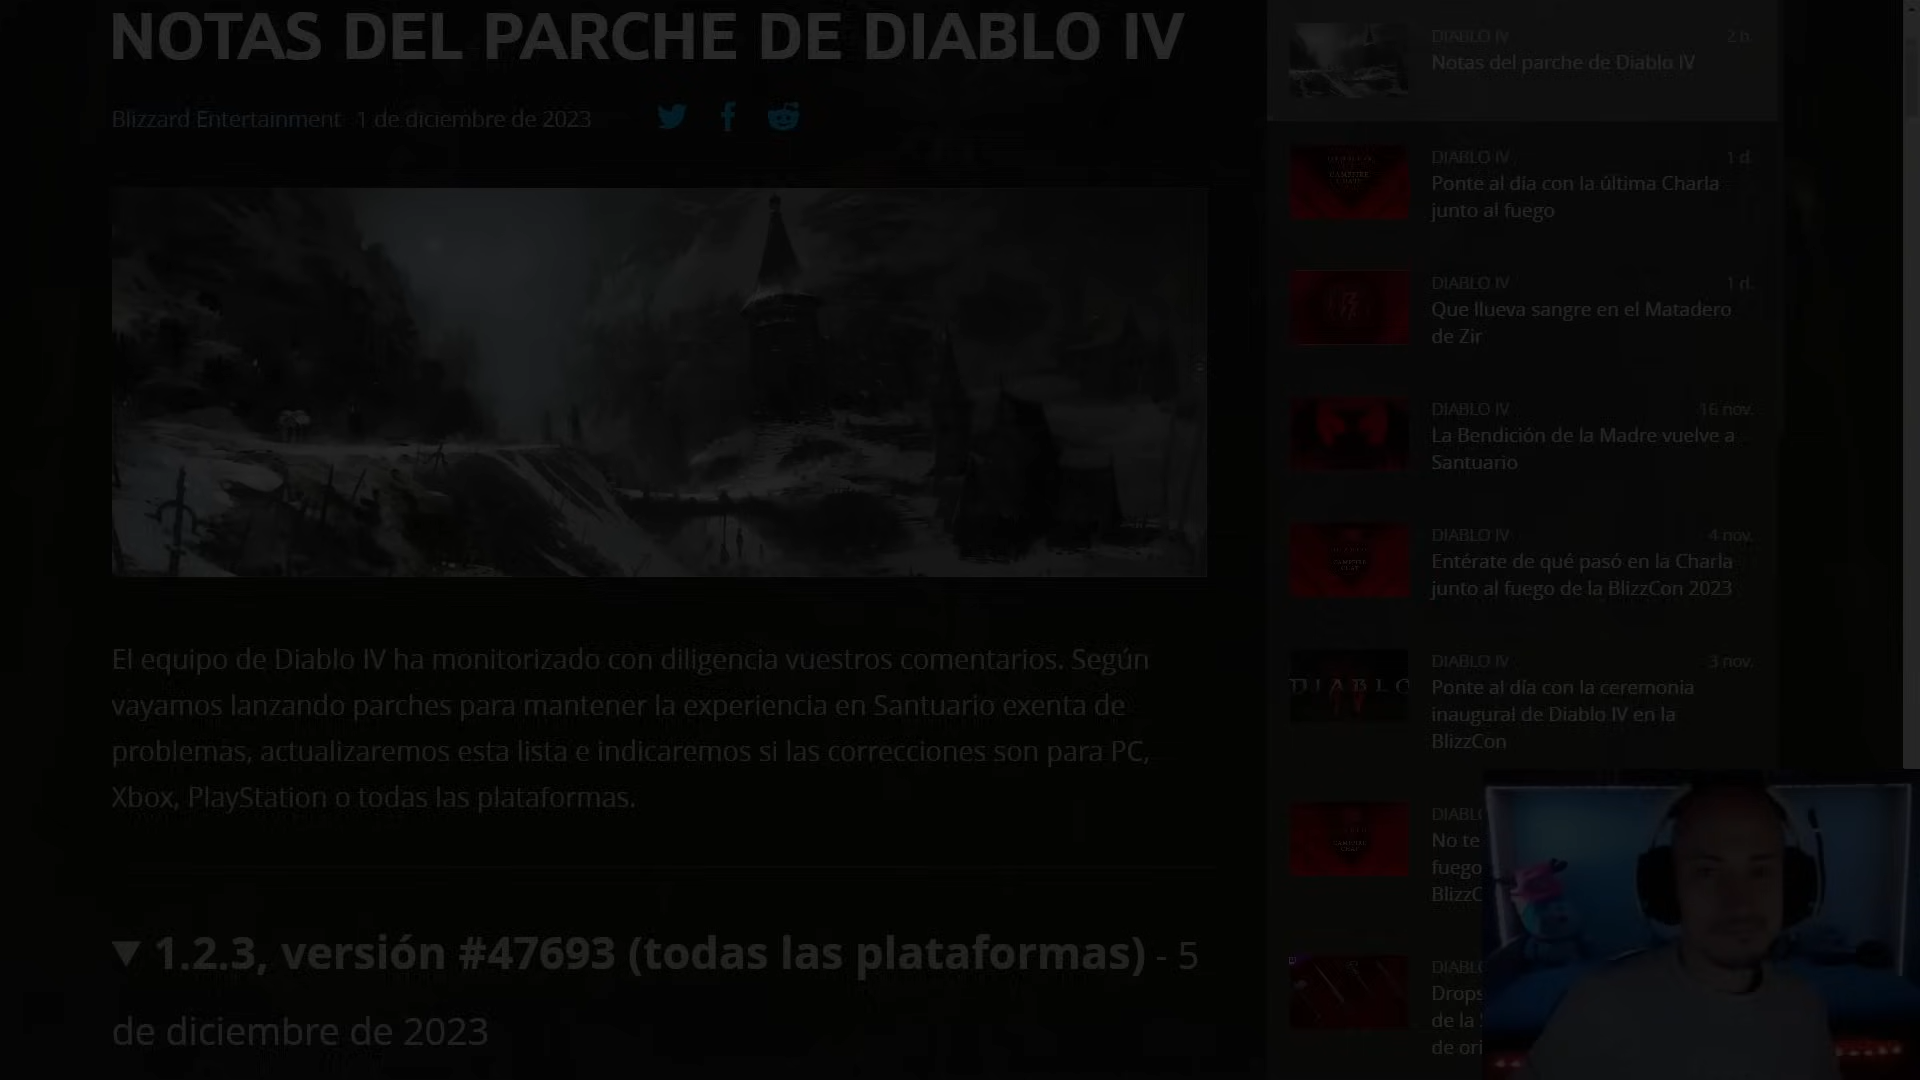 NOTAS DEL PARCHE DE DIABLO IV
Blizzard Entertainment 1 de diciembre de 2023
El equipo de Diablo IV ha monitorizado con diligencia vuestros comentarios. Según
vayamos lanzando parches para mantener la experiencia en Santuario exenta de
problemas, actualizaremos esta lista e indicaremos si las correcciones son para PC,
Xbox, PlayStation o todas las plataformas.
▼ 1.2.3, versión #47693 (todas las plataformas) - 5
de diciembre de 2023
DIABLO IV 2 h.
Notas del parche de Diablo IV
DIABLO IV 1 d.
Ponte al día con la última Charla
junto al fuego
DIABLO IV 1 d.
Que llueva sangre en el Matadero
de Zir
DIABLO IV 16 nov.
La Bendición de la Madre vuelve a
Santuario
DIABLO IV 4 nov.
Entérate de qué pasó en la Charla
junto al fuego de la BlizzCon 2023
DIABLO
DIABLO IV 3 nov.
Ponte al día con la ceremonia
inaugural de Diablo IV en la
BlizzCon
DIABLO
No te
fuego
BlizzC
DIABLO
Drops
de la
de ori